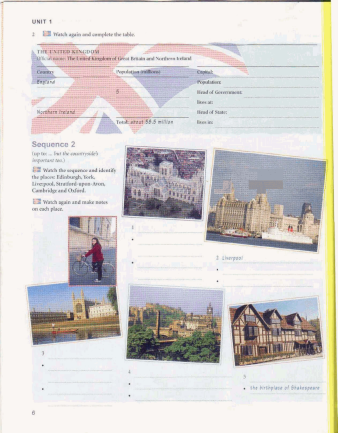 UNIT 1
2. Watch again and complete the table.
THE UNITED KINGDOM
Official name: The United Kingdom of Great Britain and Northern Ireland
Country
Population (millions)
Capital:
England
Population:
5
Head of Government:
lives at:
Northern Ireland
Head of State:
Total: about 58.5 million
lives in:
Sequence 2
(up to ... but the countryside's
important too.)
Watch the sequence and identify
the places: Edinburgh, York,
Liverpool, Stratford-upon-Avon,
Cambridge and Oxford.
Watch again and make notes
on each place.
1
2 Liverpool
3
4
5
the birthplace of Shakespeare
8